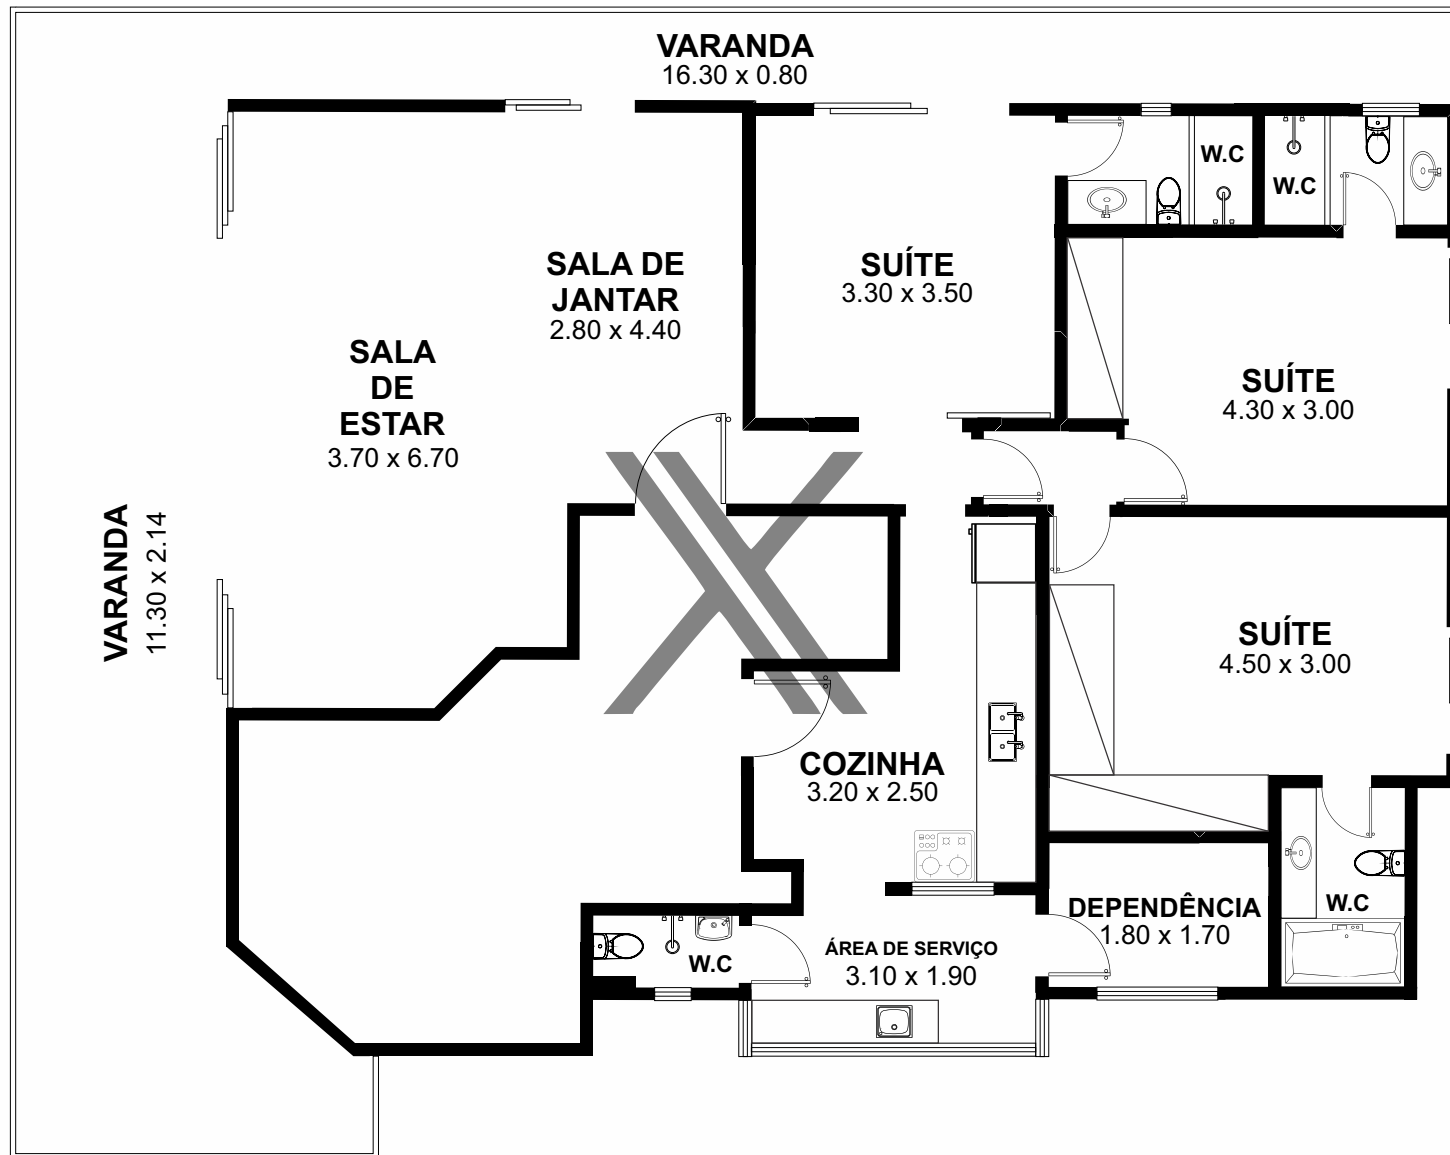 VARANDA
16.30 x 0.80
W.C
W.C
SALA DE
JANTAR
2.80 x 4.40
SUÍTE
3.30 x 3.50
SALA
DE
ESTAR
3.70 x 6.70
SUÍTE
4.30 x 3.00
VARANDA
11.30 x 2.14
SUÍTE
4.50 x 3.00
COZINHA
3.20 x 2.50
DEPENDÊNCIA
1.80 x 1.70
W.C
ÁREA DE SERVIÇO
3.10 x 1.90
W.C